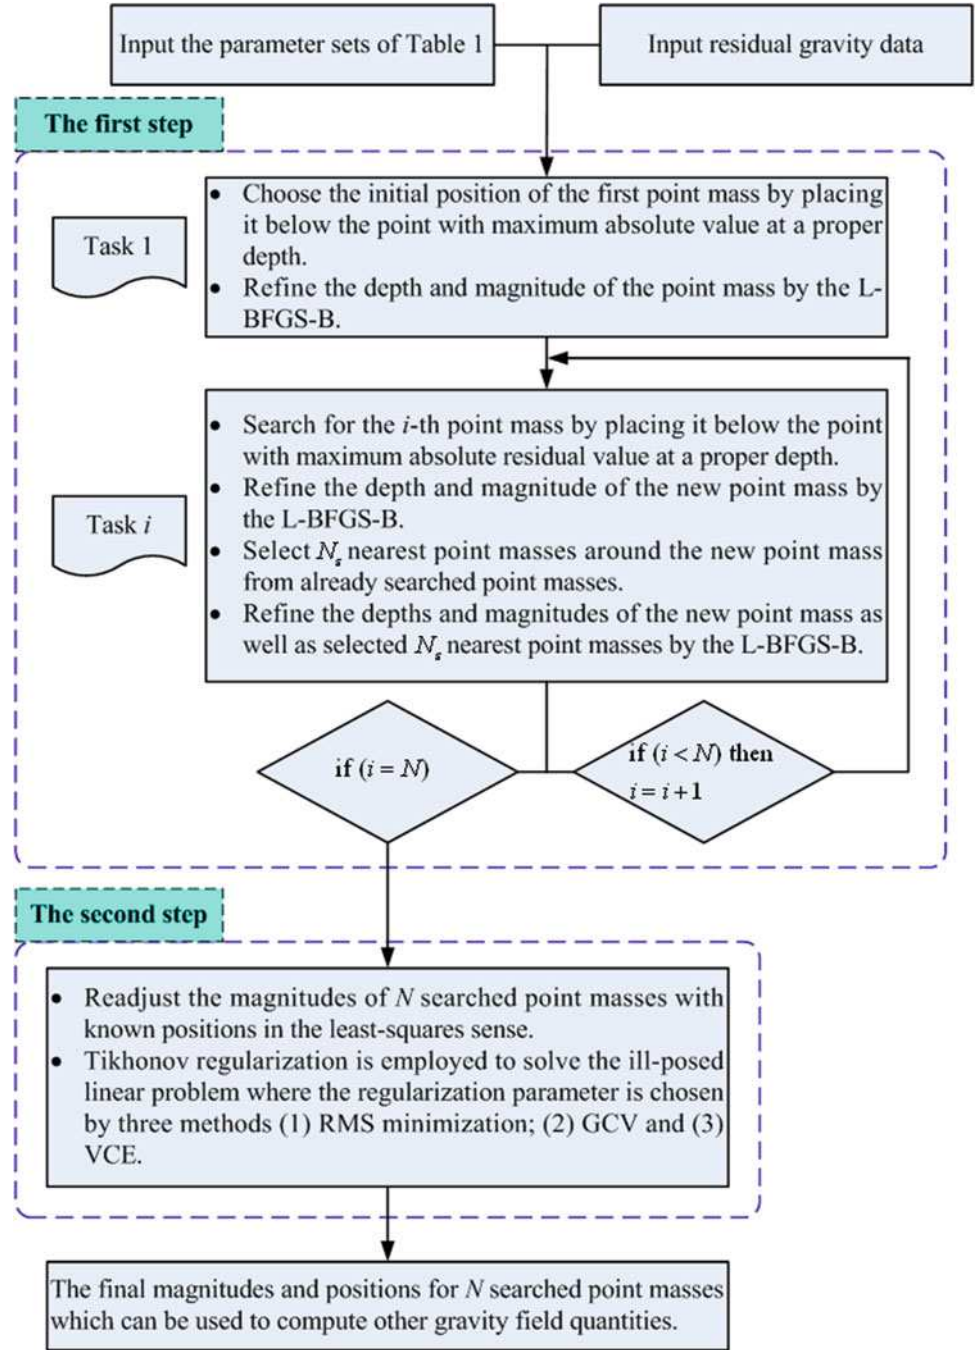 Input the parameter sets of Table 1
Input residual gravity data
The first step
Task 1
• Choose the initial position of the first point mass by placing
it below the point with maximum absolute value at a proper
depth.
• Refine the depth and magnitude of the point mass by the L-
BFGS-B.
Task i
• Search for the i-th point mass by placing it below the point
with maximum absolute residual value at a proper depth.
• Refine the depth and magnitude of the new point mass by
the L-BFGS-B.
• Select Nₛ nearest point masses around the new point mass
from already searched point masses.
• Refine the depths and magnitudes of the new point mass as
well as selected Nₛ nearest point masses by the L-BFGS-B.
if (i = N)
if (i < N) then
i = i+1
The second step
• Readjust the magnitudes of N searched point masses with
known positions in the least-squares sense.
• Tikhonov regularization is employed to solve the ill-posed
linear problem where the regularization parameter is chosen
by three methods (1) RMS minimization; (2) GCV and (3)
VCE.
The final magnitudes and positions for N searched point masses
which can be used to compute other gravity field quantities.